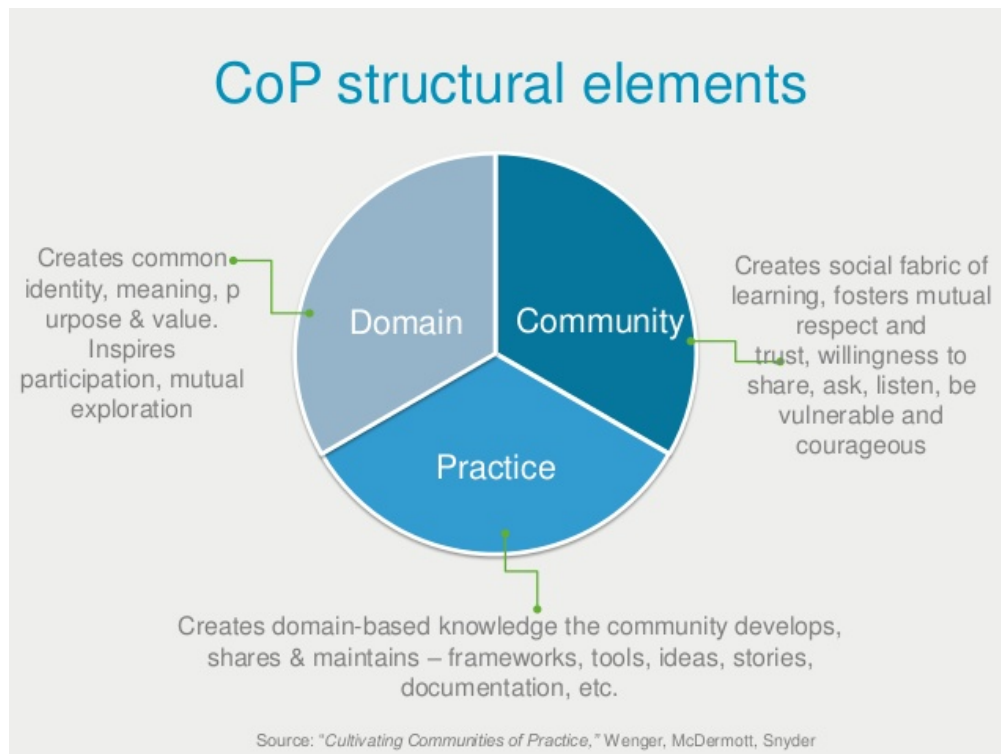 CoP structural elements
Creates common
identity, meaning, p
urpose & value.
Inspires
participation, mutual
exploration
Domain
Community
Creates social fabric of
learning, fosters mutual
respect and
trust, willingness to
share, ask, listen, be
vulnerable and
courageous
Practice
Creates domain-based knowledge the community develops,
shares & maintains – frameworks, tools, ideas, stories,
documentation, etc.
Source: "Cultivating Communities of Practice," Wenger, McDermott, Snyder